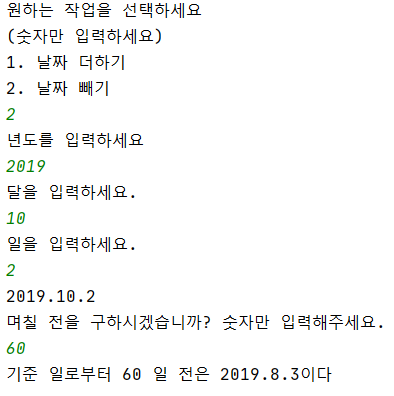 원하는 작업을 선택하세요
(숫자만 입력하세요)
1. 날짜 더하기
2. 날짜 빼기
2
년도를 입력하세요
2019
달을 입력하세요.
10
일을 입력하세요.
2
2019.10.2
며칠 전을 구하시겠습니까? 숫자만 입력해주세요.
60
기준 일로부터 60 일 전은 2019.8.3이다